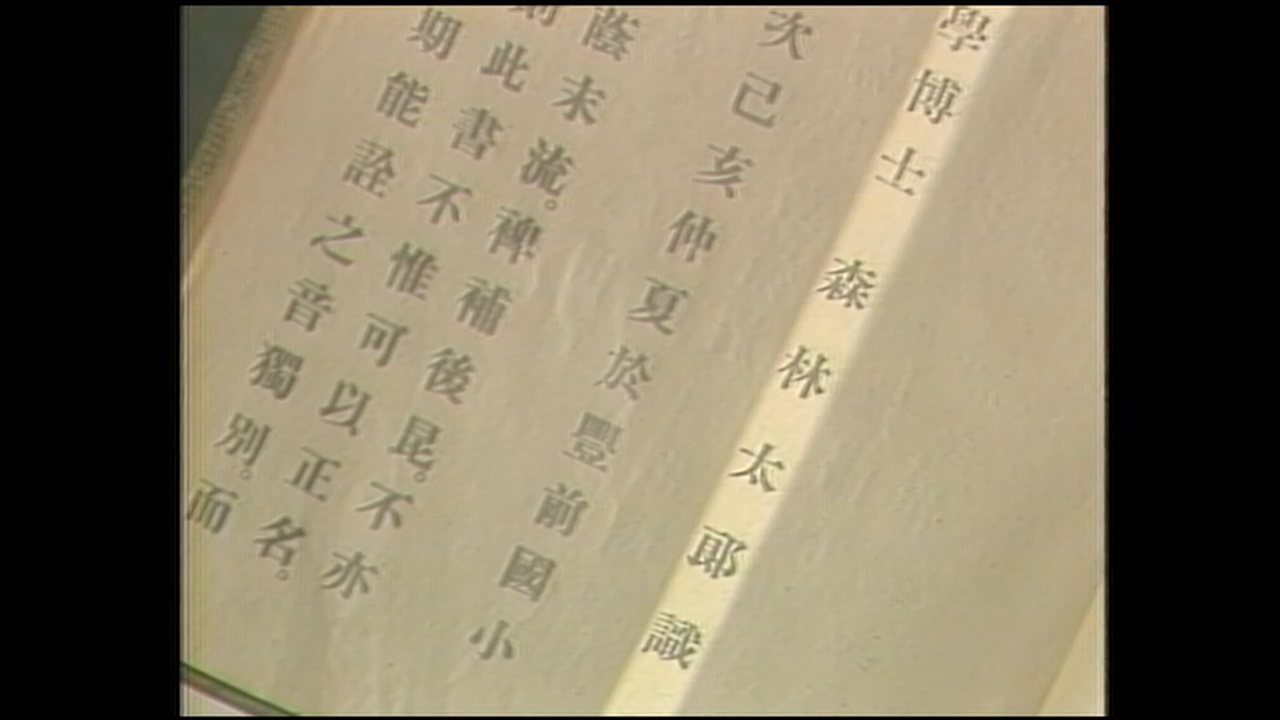 學博士 森林太郎識
次己亥仲夏於豐前國小
蔭末流。裨補後昆。不亦
則此書不惟可以正名。
期能詮之音獨別。而